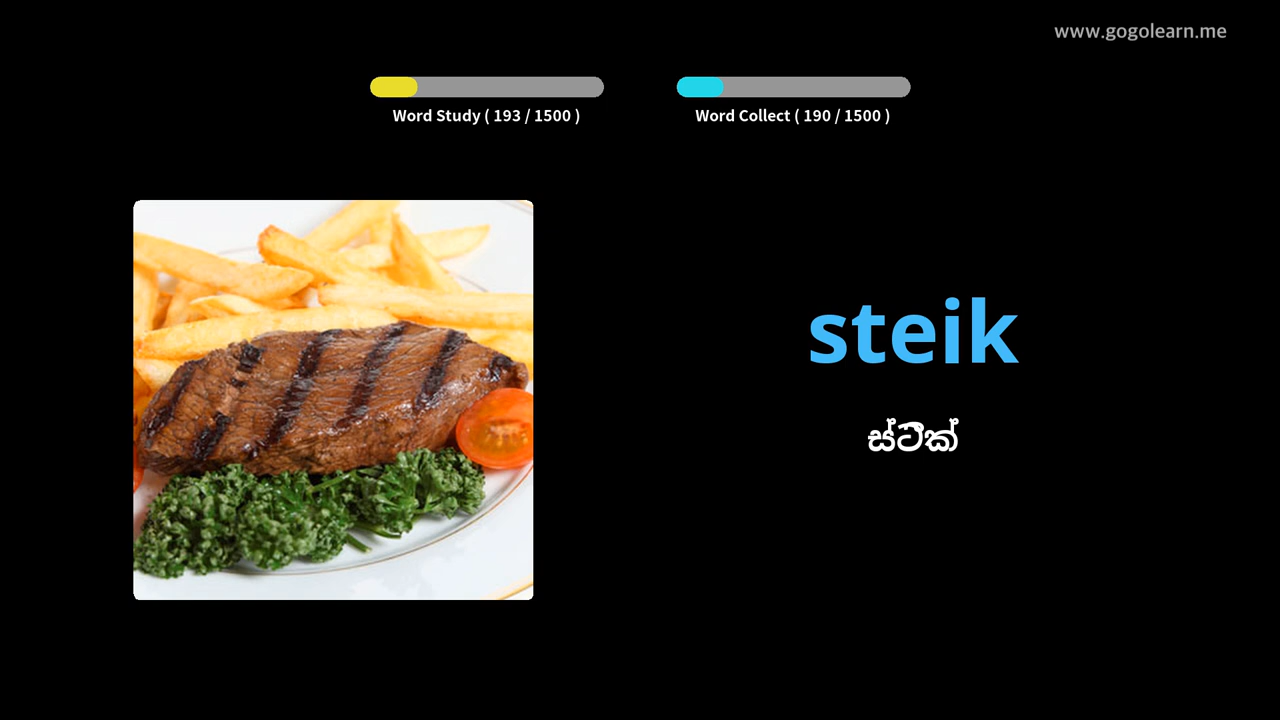 www.gogolearn.me
Word Study ( 193 / 1500 )
Word Collect ( 190 / 1500 )
steik
ස්ටීක්